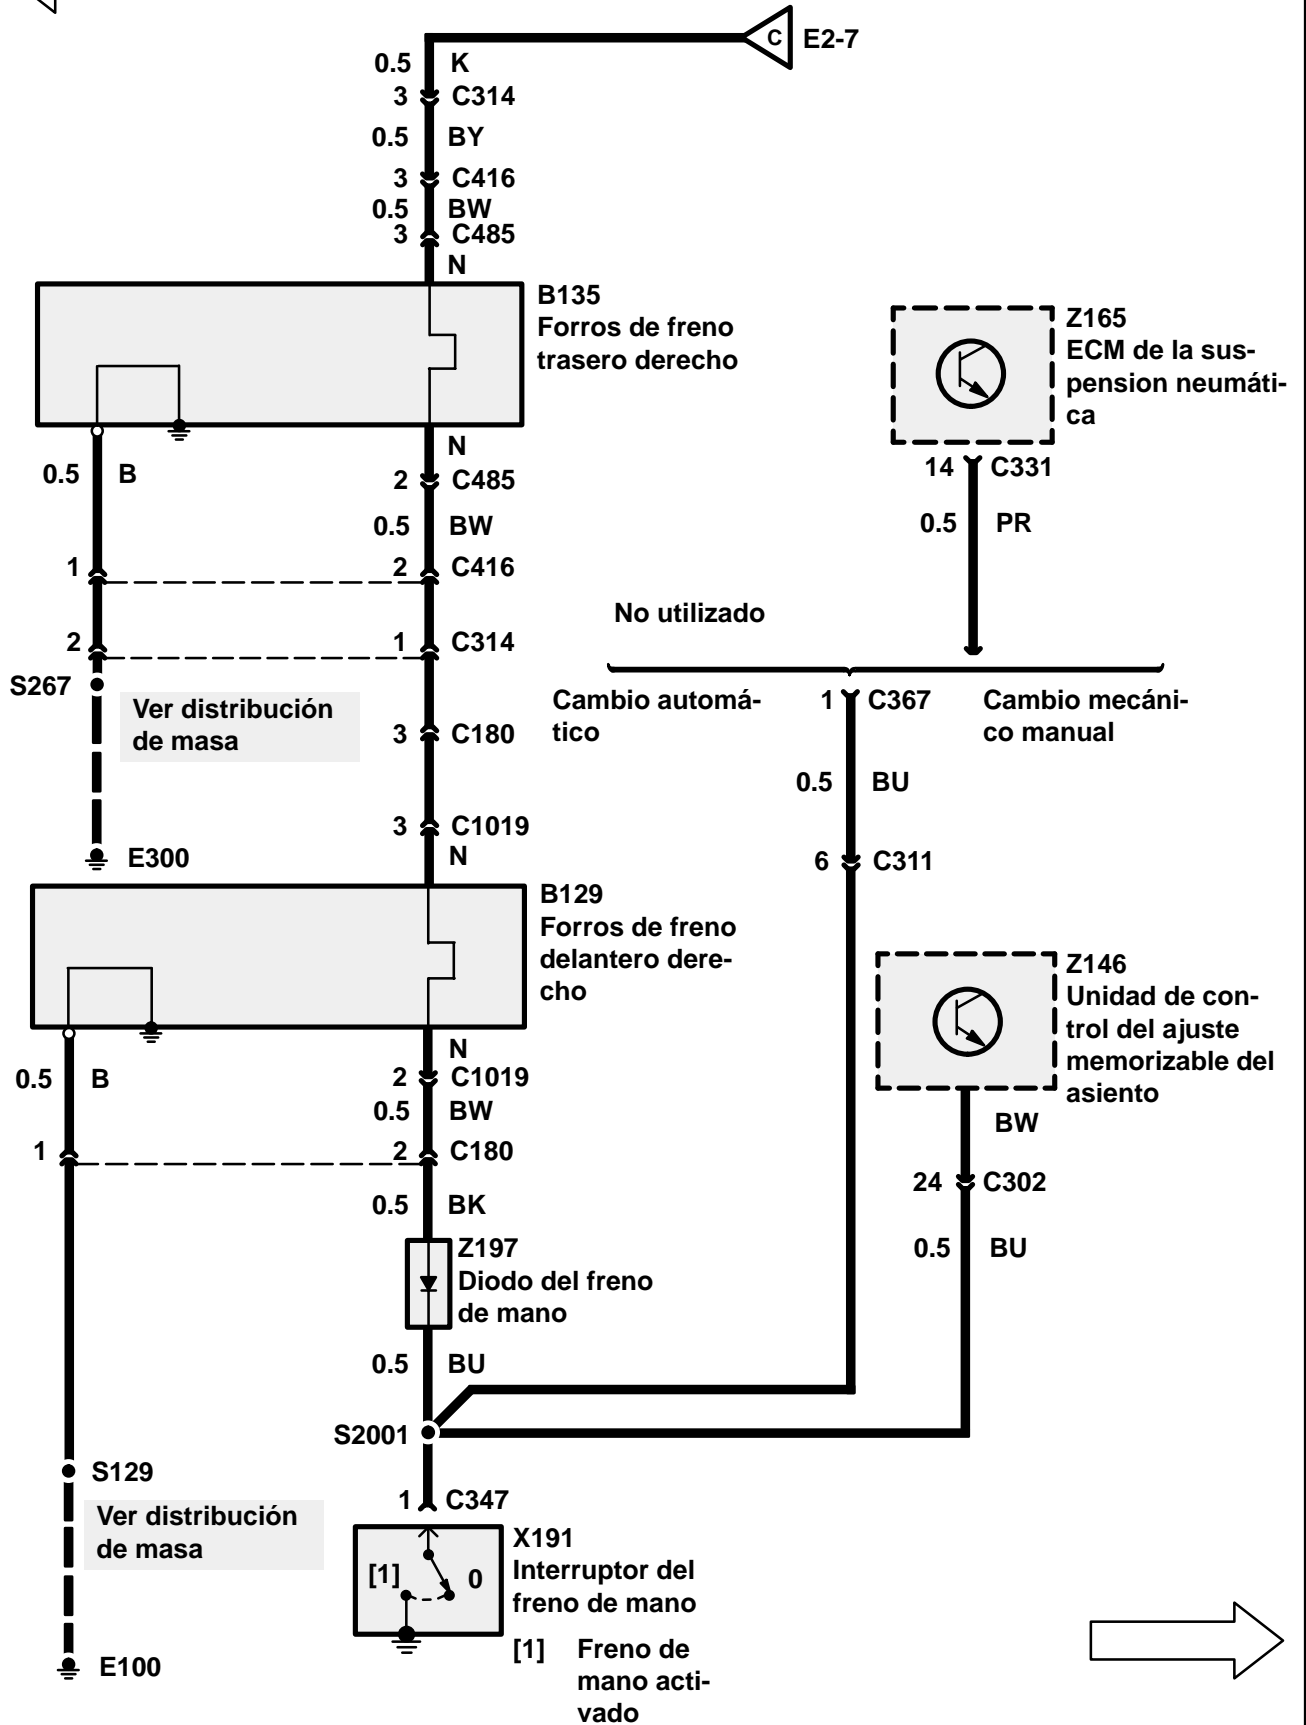 C E2-7
0.5 K
3 C314
0.5 BY
3 C416
0.5 BW
3 C485
N
B135
Forros de freno
trasero derecho
N
0.5 B
2 C485
0.5 BW
1 2 C416
2 1 C314
S267
Ver distribución
de masa
3 C180
3 C1019
N
E300
B129
Forros de freno
delantero dere-
cho
N
0.5 B
2 C1019
0.5 BW
1 2 C180
0.5 BK
Z197
Diodo del freno
de mano
0.5 BU
S2001
S129
Ver distribución
de masa
E100
1 C347
X191
Interruptor del
freno de mano
[1] 0
[1] Freno de
mano acti-
vado
Z165
ECM de la sus-
pension neumáti-
ca
14 C331
0.5 PR
No utilizado
Cambio automá-
tico
1 C367
Cambio mecáni-
co manual
0.5 BU
6 C311
Z146
Unidad de con-
trol del ajuste
memorizable del
asiento
BW
24 C302
0.5 BU